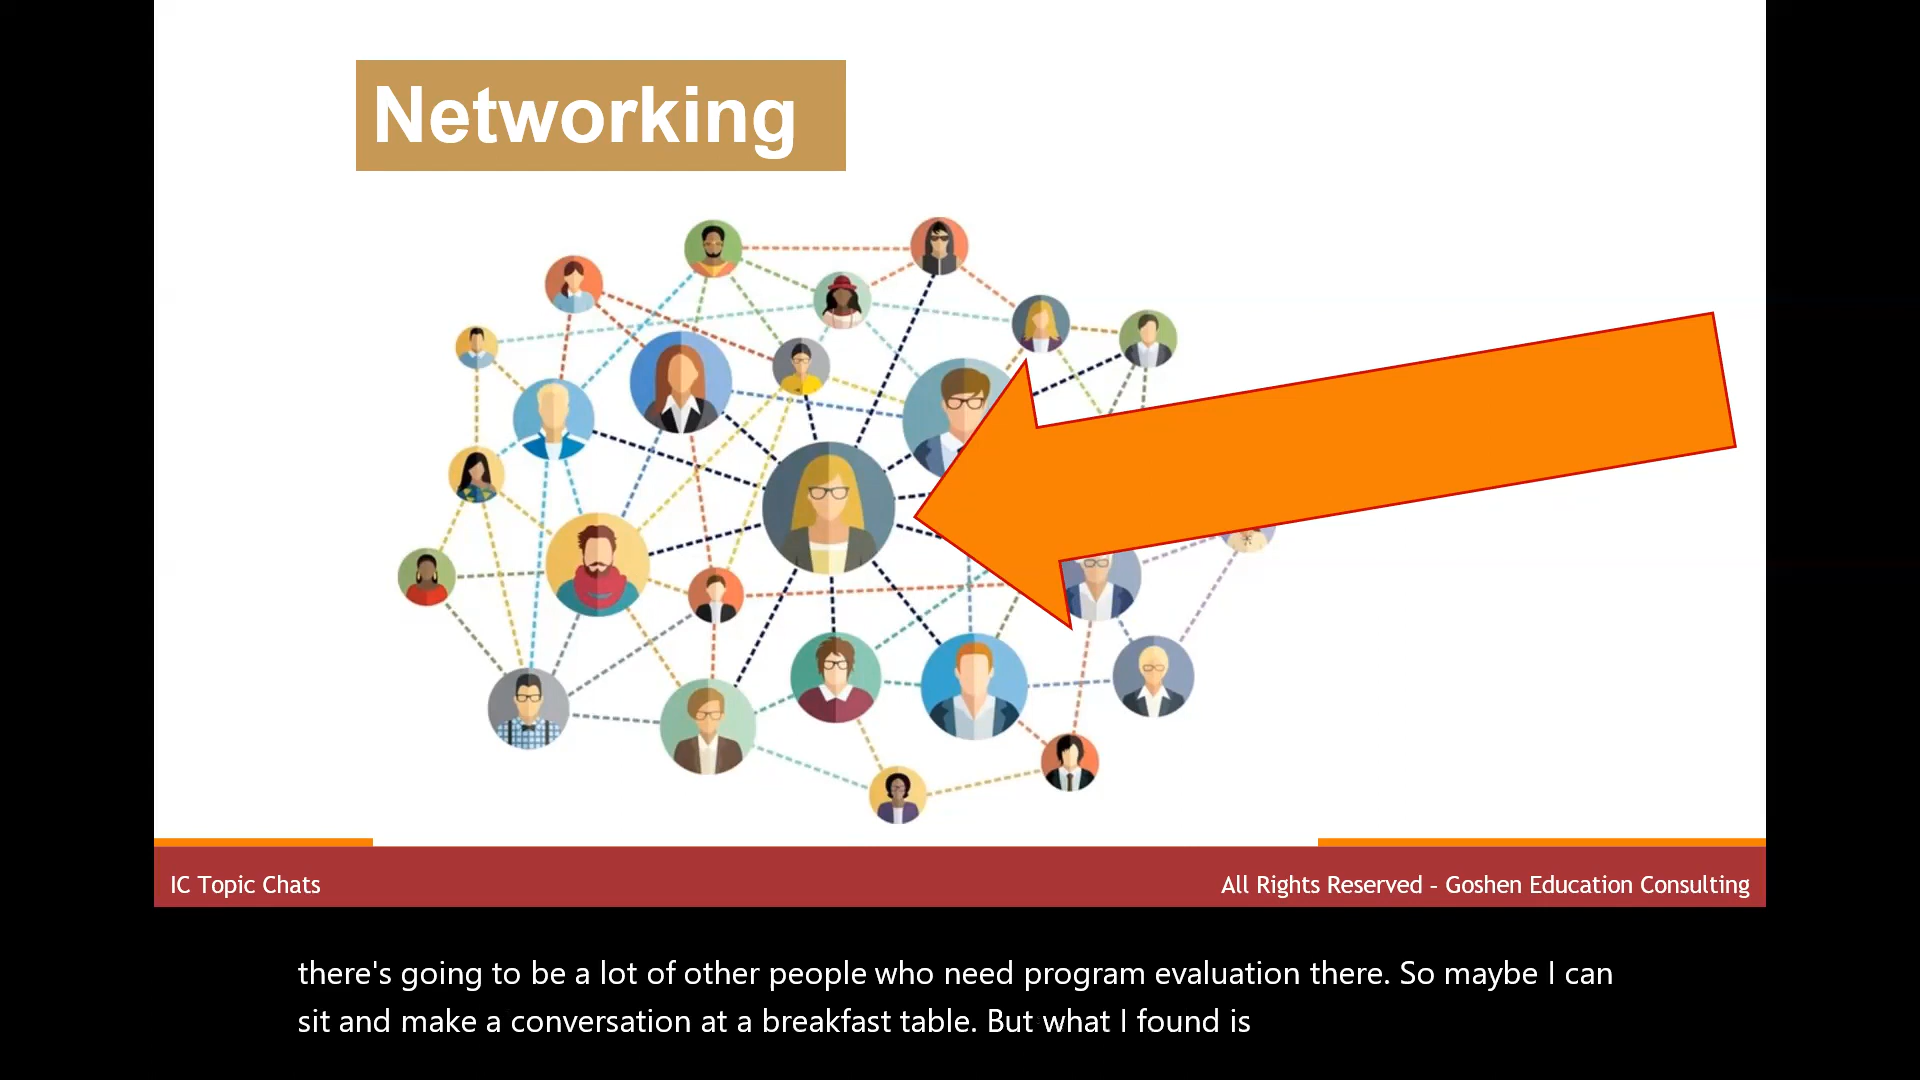 Networking
IC Topic Chats
All Rights Reserved – Goshen Education Consulting
there's going to be a lot of other people who need program evaluation there. So maybe I can
sit and make a conversation at a breakfast table. But what I found is